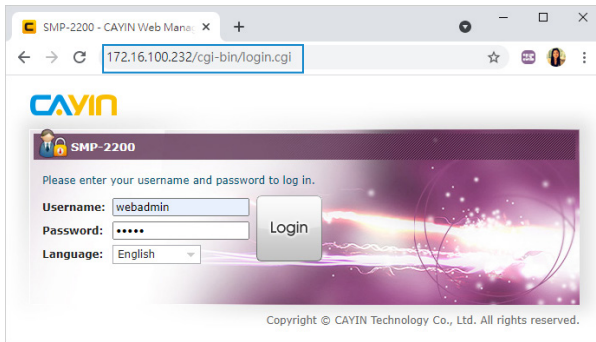 SMP-2200 - CAYIN Web Mana
172.16.100.232/cgi-bin/login.cgi
CAYIN
SMP-2200
Please enter your username and password to log in.
Username: webadmin
Password: •••••
Login
Language: English
Copyright © CAYIN Technology Co., Ltd. All rights reserved.